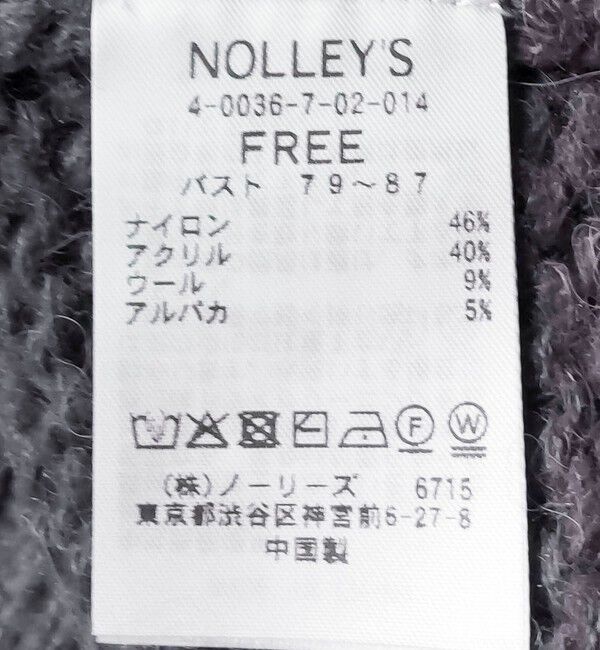 NOLLEY'S
4-0036-7-02-014
FREE
バスト 79～87
ナイロン 46%
アクリル 40%
ウール 9%
アルパカ 5%
F W
(株)ノーリーズ 6715
東京都渋谷区神宮前6-27-8
中国製